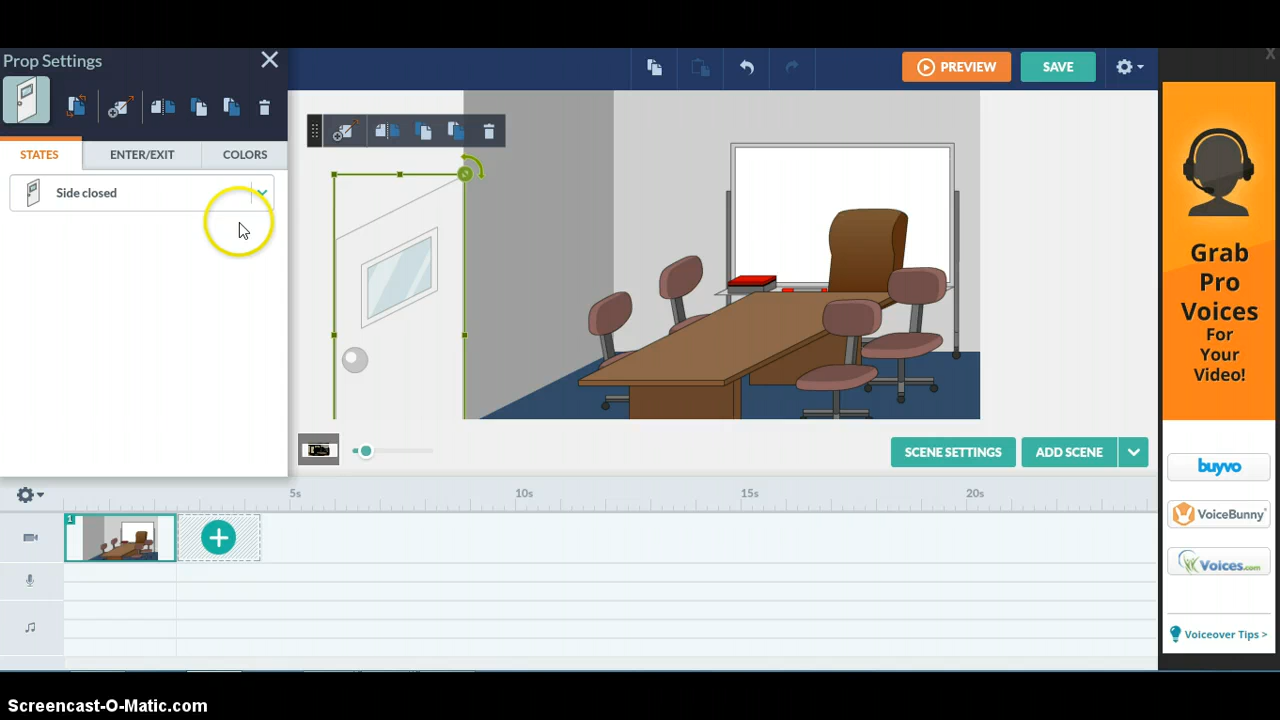 Prop Settings
STATES
ENTER/EXIT
COLORS
Side closed
PREVIEW
SAVE
X
Grab
Pro
Voices
For
Your
Video!
SCENE SETTINGS
ADD SCENE
5s
10s
15s
20s
1
buyvo
VoiceBunny
Voices.com
Voiceover Tips >
Screencast-O-Matic.com